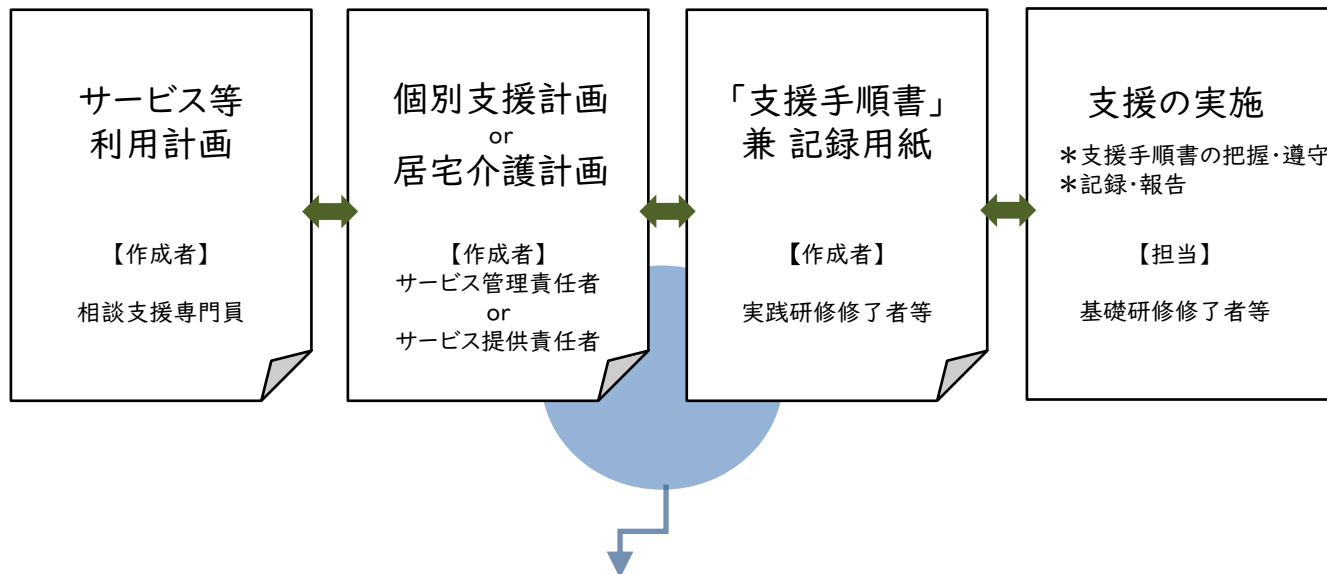 サービス等
利用計画
【作成者】
相談支援専門員
個別支援計画
or
居宅介護計画
【作成者】
サービス管理責任者
or
サービス提供責任者
「支援手順書」
兼 記録用紙
【作成者】
実践研修修了者等
支援の実施
＊支援手順書の把握・遵守
＊記録・報告
【担当】
基礎研修修了者等